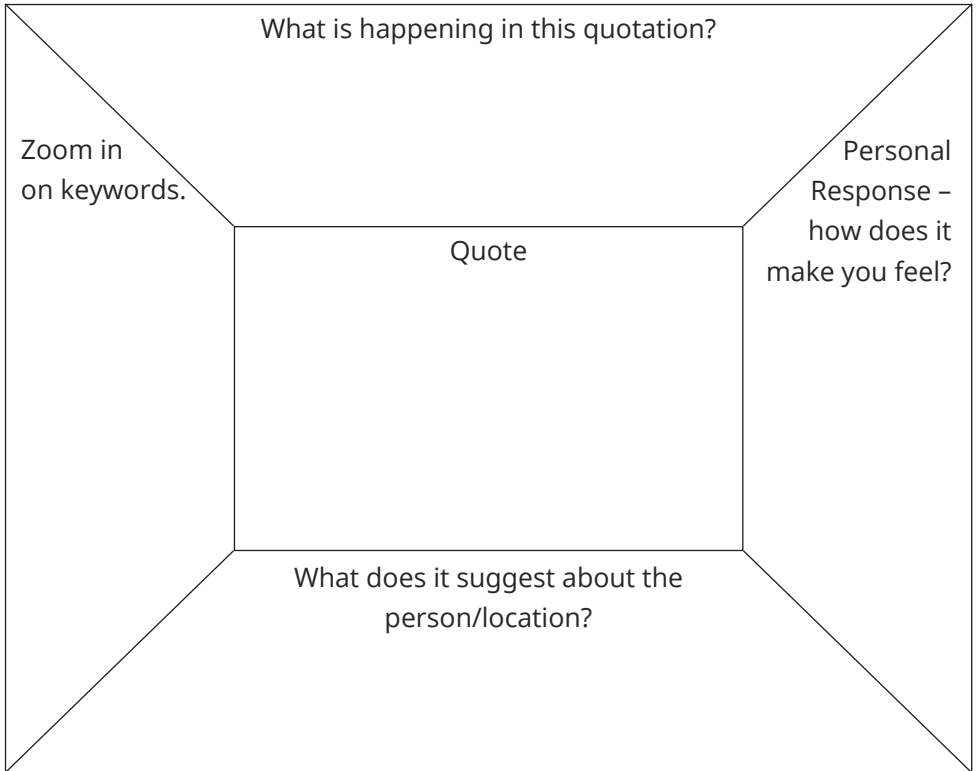 What is happening in this quotation?
Zoom in
on keywords.
Personal
Response –
how does it
make you feel?
Quote
What does it suggest about the
person/location?